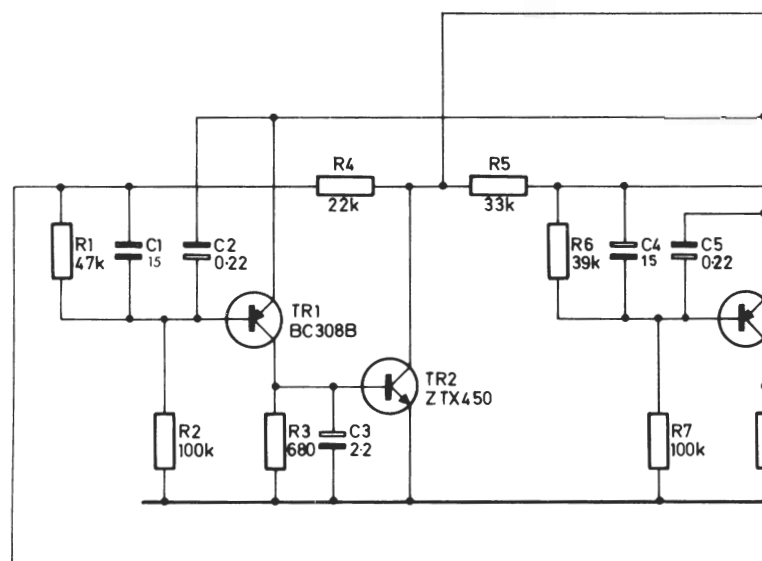 R4
22k
R5
33k
R1
47k
C1
15
C2
0·22
R6
39k
C4
15
C5
0·22
TR1
BC308B
TR2
ZTX450
R2
100k
R3
680
C3
2·2
R7
100k